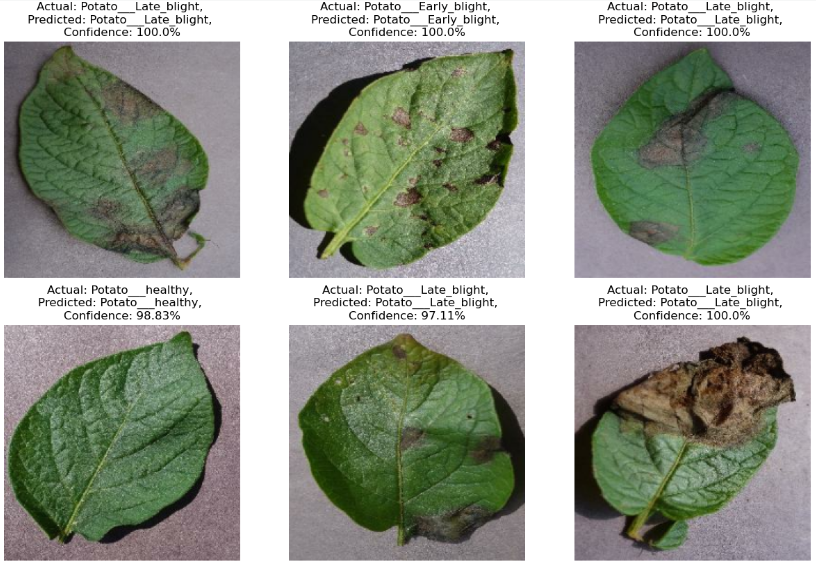 Actual: Potato___Late_blight,
Predicted: Potato___Late_blight,
Confidence: 100.0%
Actual: Potato___Early_blight,
Predicted: Potato___Early_blight,
Confidence: 100.0%
Actual: Potato___Late_blight,
Predicted: Potato___Late_blight,
Confidence: 100.0%
Actual: Potato___healthy,
Predicted: Potato___healthy,
Confidence: 98.83%
Actual: Potato___Late_blight,
Predicted: Potato___Late_blight,
Confidence: 97.11%
Actual: Potato___Late_blight,
Predicted: Potato___Late_blight,
Confidence: 100.0%